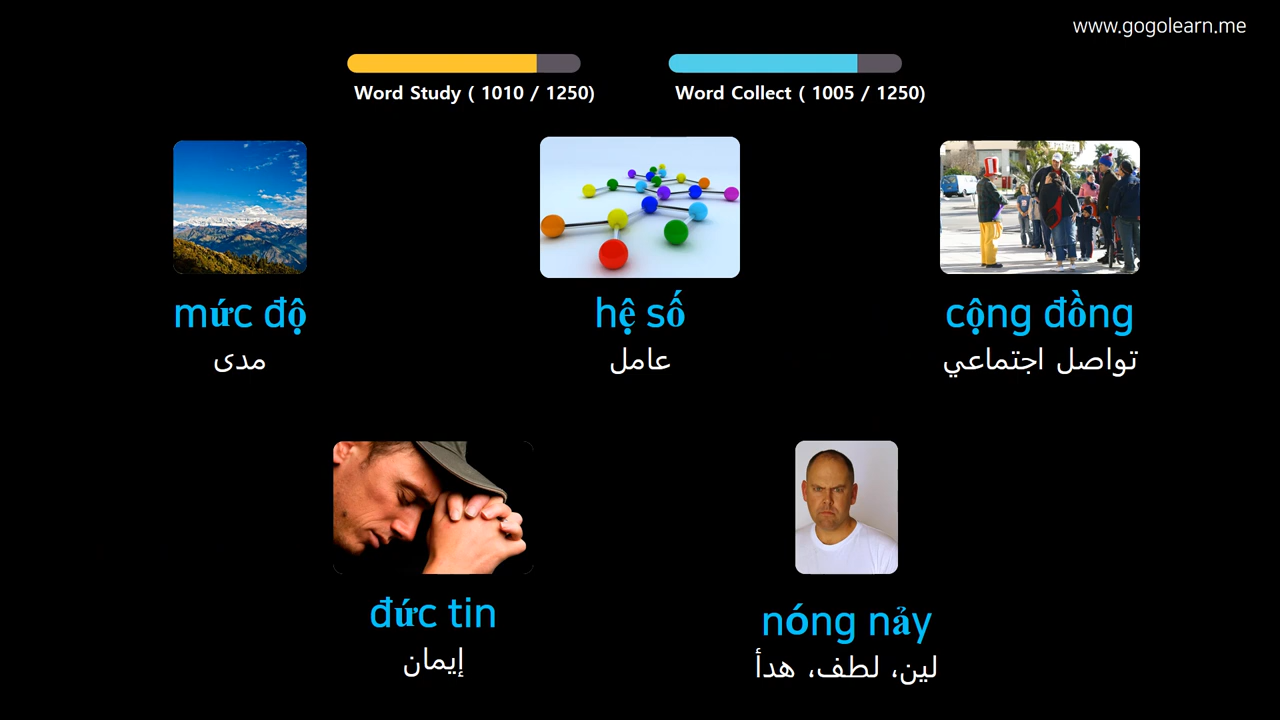 www.gogolearn.me
Word Study ( 1010 / 1250)
Word Collect ( 1005 / 1250)
mức độ
مدى
hệ số
عامل
cộng đồng
تواصل اجتماعي
đức tin
إيمان
nóng nảy
لين، لطف، هدأ